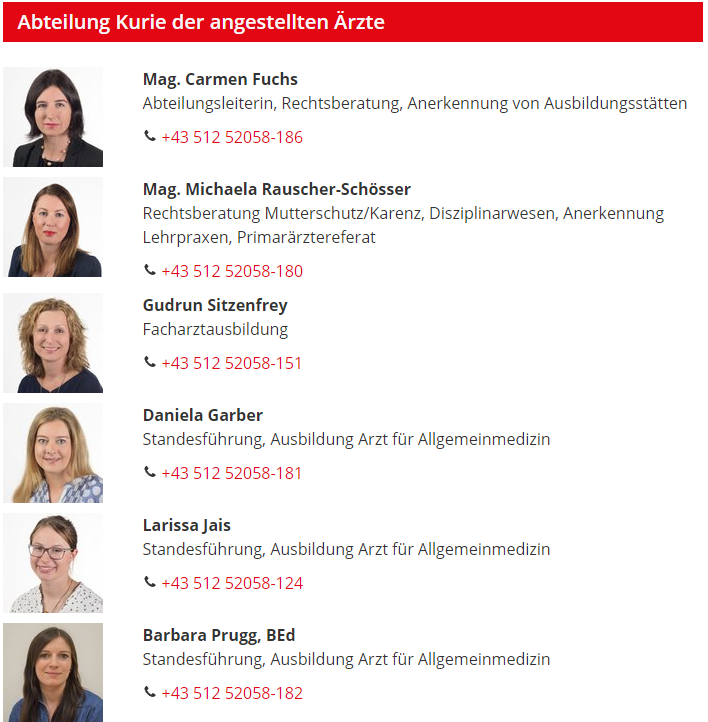 Abteilung Kurie der angestellten Ärzte
Mag. Carmen Fuchs
Abteilungsleiterin, Rechtsberatung, Anerkennung von Ausbildungsstätten
+43 512 52058-186
Mag. Michaela Rauscher-Schösser
Rechtsberatung Mutterschutz/Karenz, Disziplinarwesen, Anerkennung
Lehrpraxen, Primarärztereferat
+43 512 52058-180
Gudrun Sitzenfrey
Facharztausbildung
+43 512 52058-151
Daniela Garber
Standesführung, Ausbildung Arzt für Allgemeinmedizin
+43 512 52058-181
Larissa Jais
Standesführung, Ausbildung Arzt für Allgemeinmedizin
+43 512 52058-124
Barbara Prugg, BEd
Standesführung, Ausbildung Arzt für Allgemeinmedizin
+43 512 52058-182